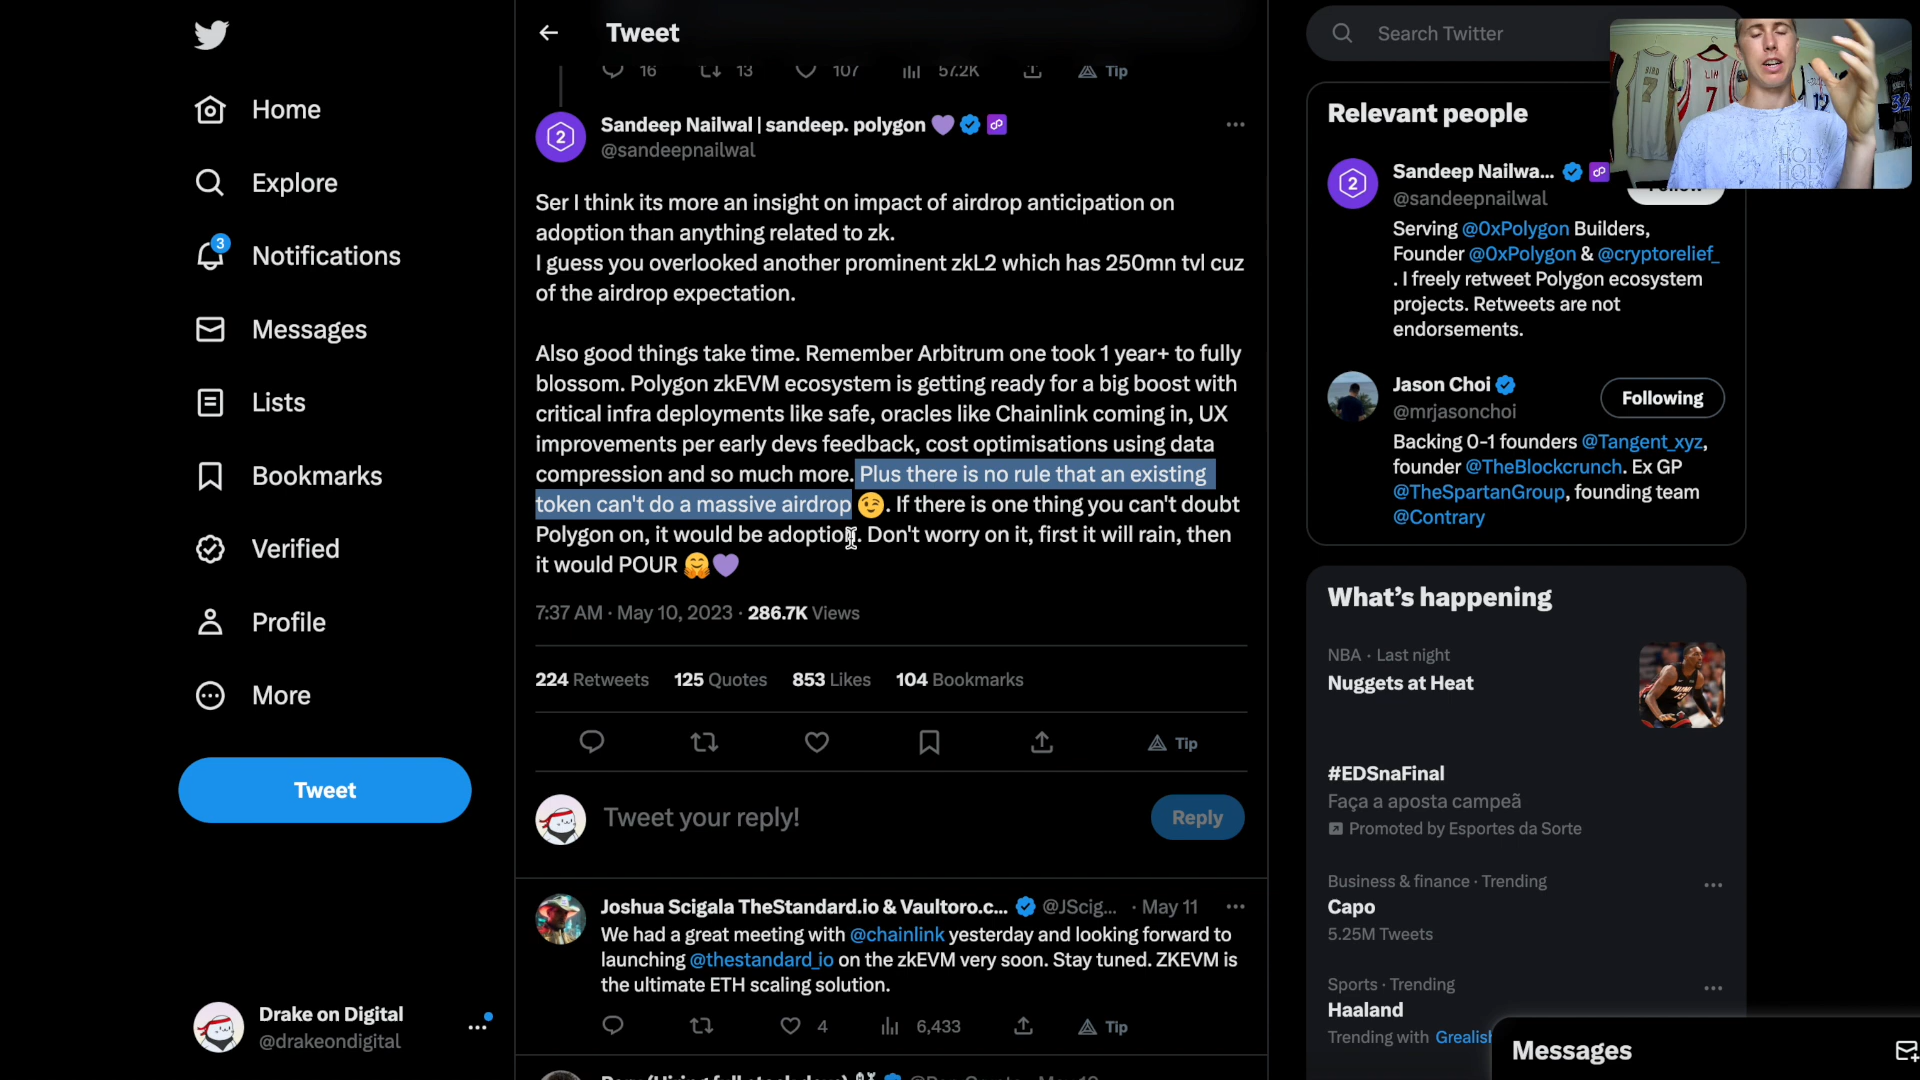 Home
Explore
3
Notifications
Messages
Lists
Bookmarks
Verified
Profile
More
Tweet
Drake on Digital
@drakeondigital
Tweet
16 13 107 57.2K Tip
Sandeep Nailwal | sandeep. polygon
@sandeepnailwal
Ser I think its more an insight on impact of airdrop anticipation on
adoption than anything related to zk.
I guess you overlooked another prominent zkL2 which has 250mn tvl cuz
of the airdrop expectation.
Also good things take time. Remember Arbitrum one took 1 year+ to fully
blossom. Polygon zkEVM ecosystem is getting ready for a big boost with
critical infra deployments like safe, oracles like Chainlink coming in, UX
improvements per early devs feedback, cost optimisations using data
compression and so much more. Plus there is no rule that an existing
token can't do a massive airdrop 😉. If there is one thing you can't doubt
Polygon on, it would be adoption. Don't worry on it, first it will rain, then
it would POUR 🤗💜
7:37 AM · May 10, 2023 · 286.7K Views
224 Retweets 125 Quotes 853 Likes 104 Bookmarks
Tip
Tweet your reply!
Reply
Joshua Scigala TheStandard.io & Vaultoro.c... @JScig... · May 11
We had a great meeting with @chainlink yesterday and looking forward to
launching @thestandard_io on the zkEVM very soon. Stay tuned. ZKEVM is
the ultimate ETH scaling solution.
4 6,433 Tip
Search Twitter
BIRD
7
LIN
7
12
32
HOLY
HOLY
HOLY
Relevant people
Sandeep Nailwa...
@sandeepnailwal
Serving @0xPolygon Builders,
Founder @0xPolygon & @cryptorelief_
. I freely retweet Polygon ecosystem
projects. Retweets are not
endorsements.
Jason Choi
@mrjasonchoi
Following
Backing 0-1 founders @Tangent_xyz,
founder @TheBlockcrunch. Ex GP
@TheSpartanGroup, founding team
@Contrary
What's happening
NBA · Last night
Nuggets at Heat
#EDSnaFinal
Faça a aposta campeã
Promoted by Esportes da Sorte
Business & finance · Trending
Capo
5.25M Tweets
Sports · Trending
Haaland
Trending with Grealish
Messages